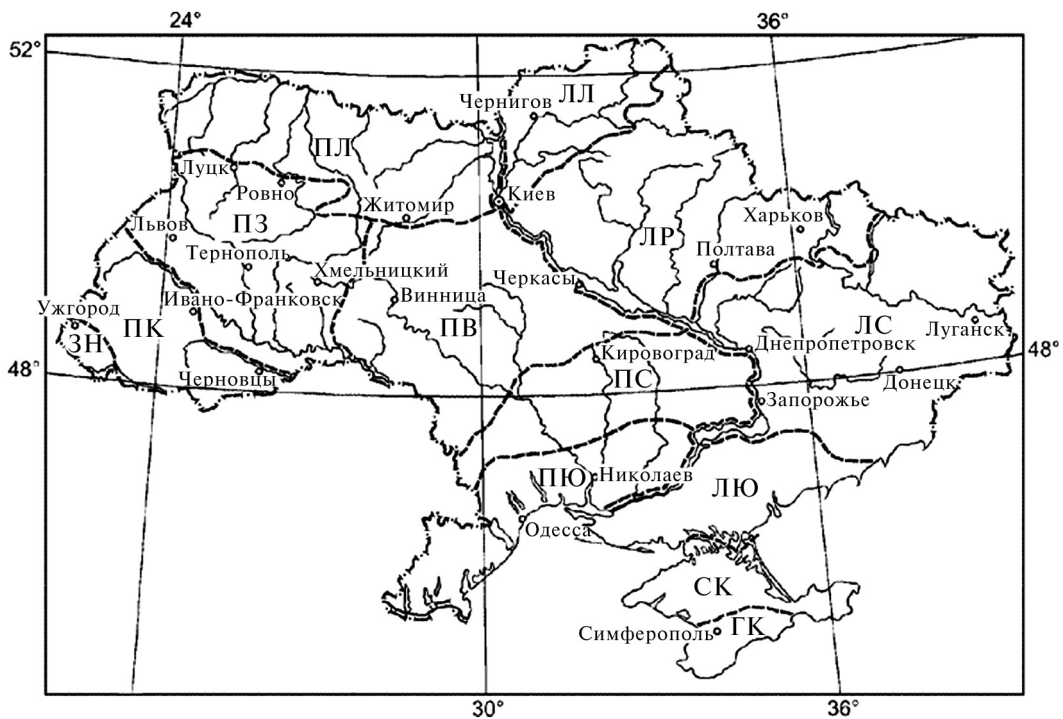 24°
36°
52°
Чернигов
ЛЛ
ПЛ
Луцк
Ровно
Житомир
Киев
Львов
ПЗ
Харьков
Тернополь
ЛР
Полтава
Хмельницкий
Черкасы
Ужгород
Ивано-Франковск
Винница
ПК
ПВ
ЛС
Луганск
ЗН
Кировоград
Днепропетровск
48°
48°
Черновцы
ПС
Донецк
Запорожье
ПЮ
Николаев
ЛЮ
Одесса
СК
Симферополь
ГК
30°
36°